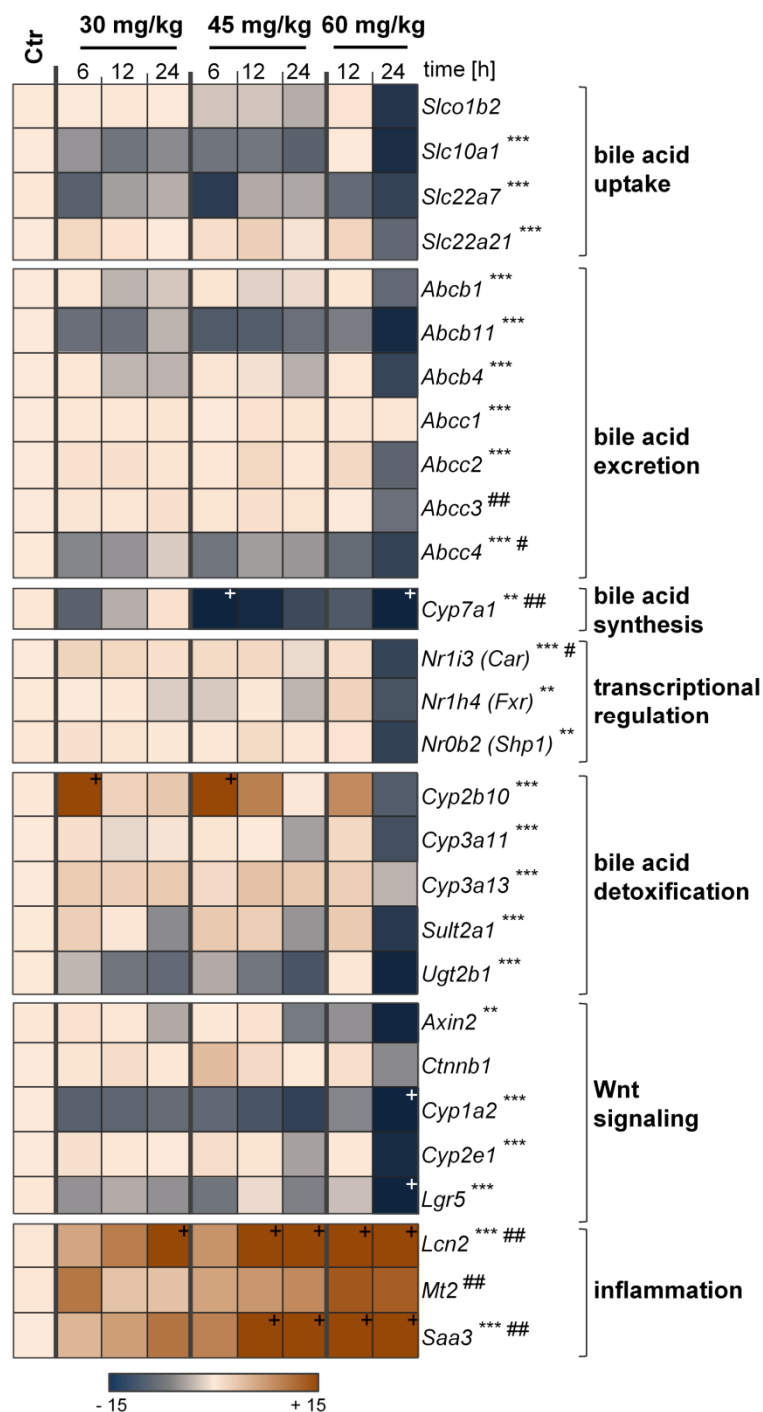 Ctr
30 mg/kg 45 mg/kg 60 mg/kg
6 12 24 6 12 24 12 24 time [h]
Slco1b2
Slc10a1 ***
Slc22a7 ***
Slc22a21 ***
bile acid
uptake
Abcb1 ***
Abcb11 ***
Abcb4 ***
Abcc1 ***
Abcc2 ***
Abcc3 ##
Abcc4 *** #
bile acid
excretion
+ +
Cyp7a1 ** ##
bile acid
synthesis
Nr1i3 (Car) *** #
Nr1h4 (Fxr) **
Nr0b2 (Shp1) **
transcriptional
regulation
+ +
Cyp2b10 ***
Cyp3a11 ***
Cyp3a13 ***
Sult2a1 ***
Ugt2b1 ***
bile acid
detoxification
Axin2 **
Ctnnb1
+
Cyp1a2 ***
Cyp2e1 ***
+
Lgr5 ***
Wnt
signaling
+ + + + +
Lcn2 *** ##
Mt2 ##
+ + + +
Saa3 *** ##
inflammation
- 15 + 15